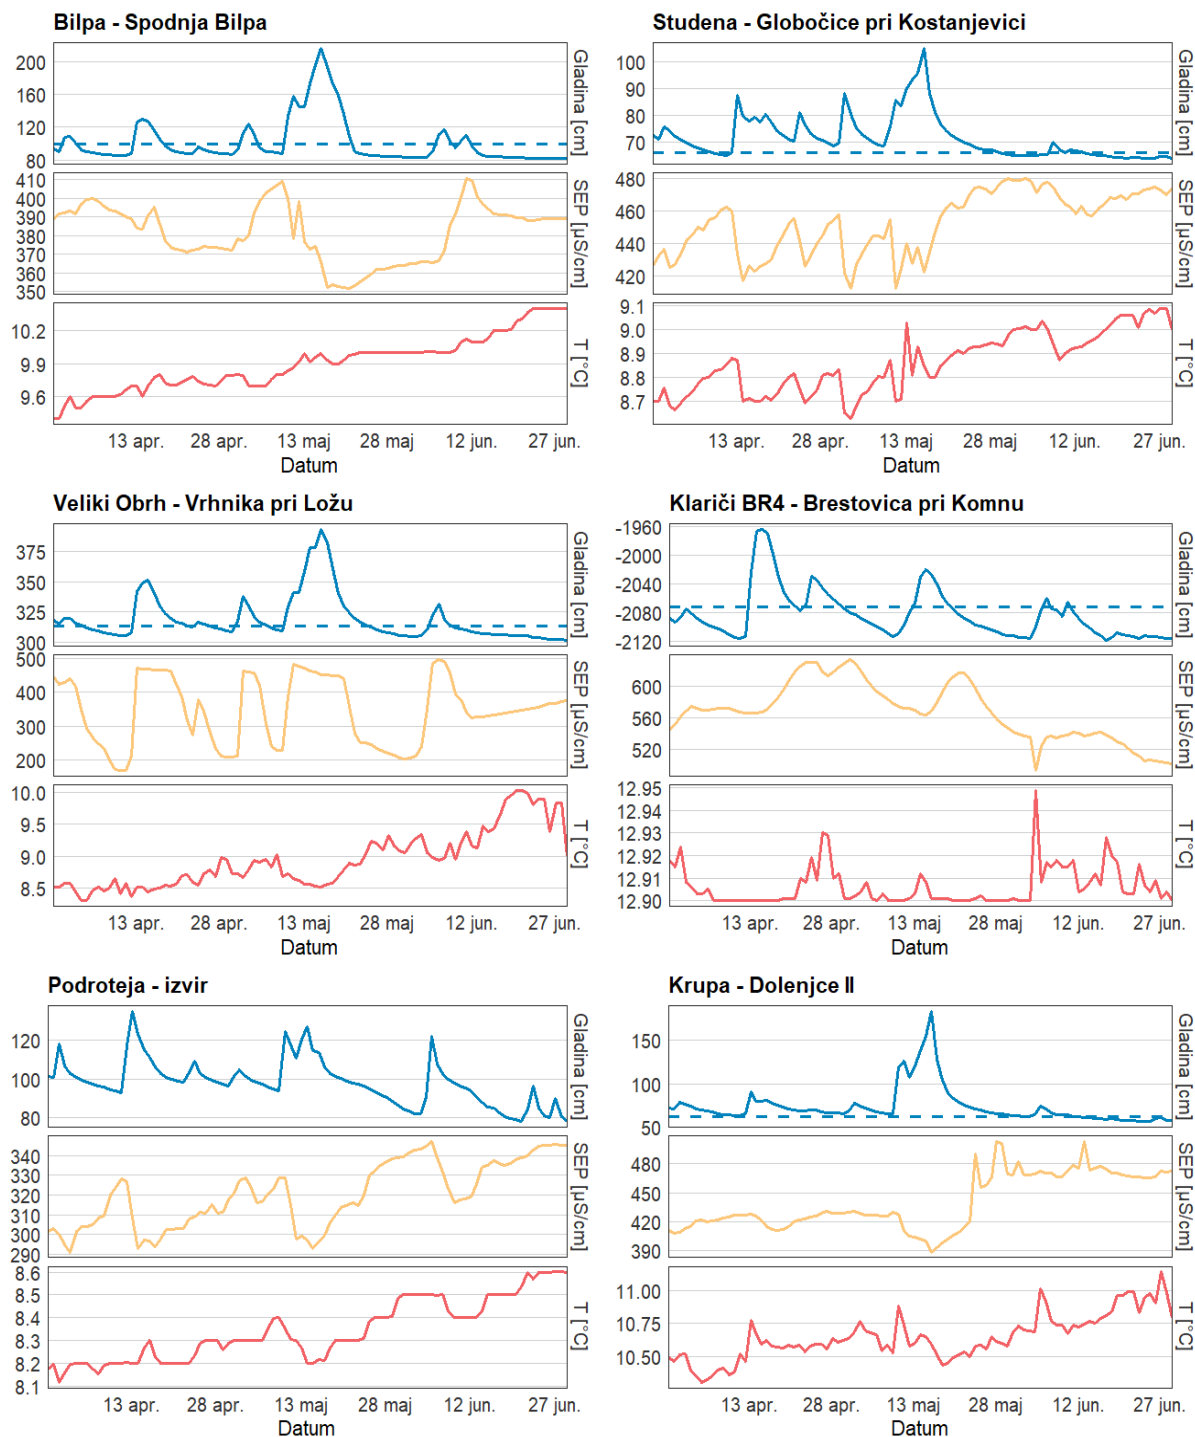 Bilpa - Spodnja Bilpa
200
160
120
80
Gladina [cm]
410
400
390
380
370
360
350
SEP [µS/cm]
10.2
9.9
9.6
T [°C]
13 apr. 28 apr. 13 maj 28 maj 12 jun. 27 jun.
Datum
Studena - Globočice pri Kostanjevici
100
90
80
70
Gladina [cm]
480
460
440
420
SEP [µS/cm]
9.1
9.0
8.9
8.8
8.7
T [°C]
13 apr. 28 apr. 13 maj 28 maj 12 jun. 27 jun.
Datum
Veliki Obrh - Vrhnika pri Ložu
375
350
325
300
Gladina [cm]
500
400
300
200
SEP [µS/cm]
10.0
9.5
9.0
8.5
T [°C]
13 apr. 28 apr. 13 maj 28 maj 12 jun. 27 jun.
Datum
Klariči BR4 - Brestovica pri Komnu
-1960
-2000
-2040
-2080
-2120
Gladina [cm]
600
560
520
SEP [µS/cm]
12.95
12.94
12.93
12.92
12.91
12.90
T [°C]
13 apr. 28 apr. 13 maj 28 maj 12 jun. 27 jun.
Datum
Podroteja - izvir
120
100
80
Gladina [cm]
340
330
320
310
300
290
SEP [µS/cm]
8.6
8.5
8.4
8.3
8.2
8.1
T [°C]
13 apr. 28 apr. 13 maj 28 maj 12 jun. 27 jun.
Datum
Krupa - Dolenjce II
150
100
50
Gladina [cm]
480
450
420
390
SEP [µS/cm]
11.00
10.75
10.50
T [°C]
13 apr. 28 apr. 13 maj 28 maj 12 jun. 27 jun.
Datum